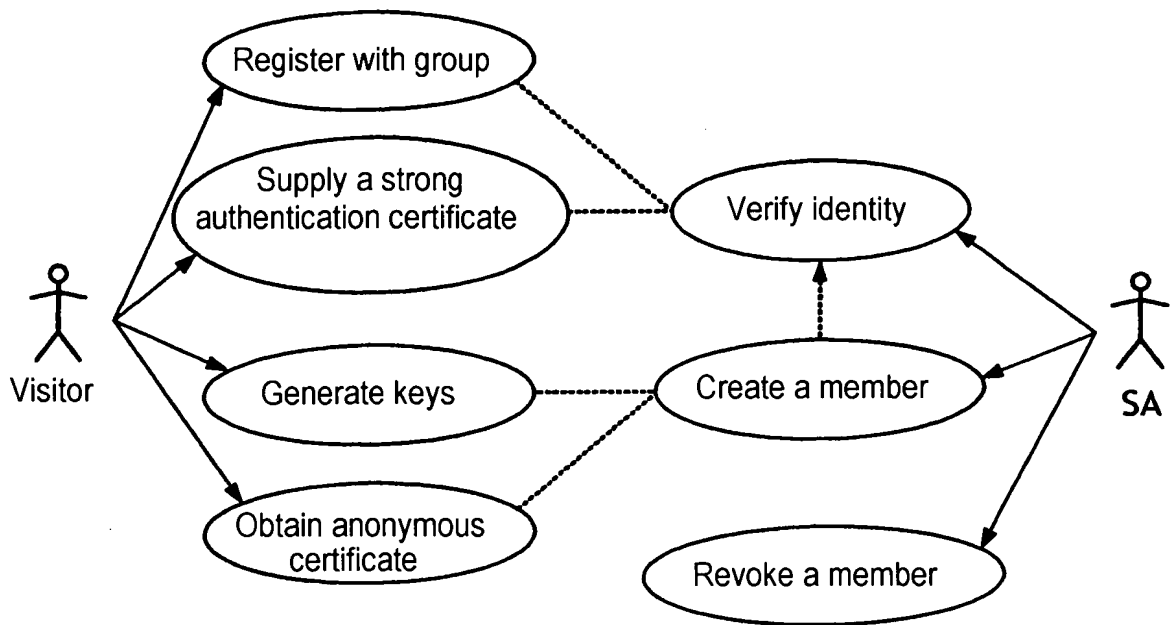 Register with group
Supply a strong
authentication certificate
Verify identity
Visitor
Generate keys
Create a member
SA
Obtain anonymous
certificate
Revoke a member